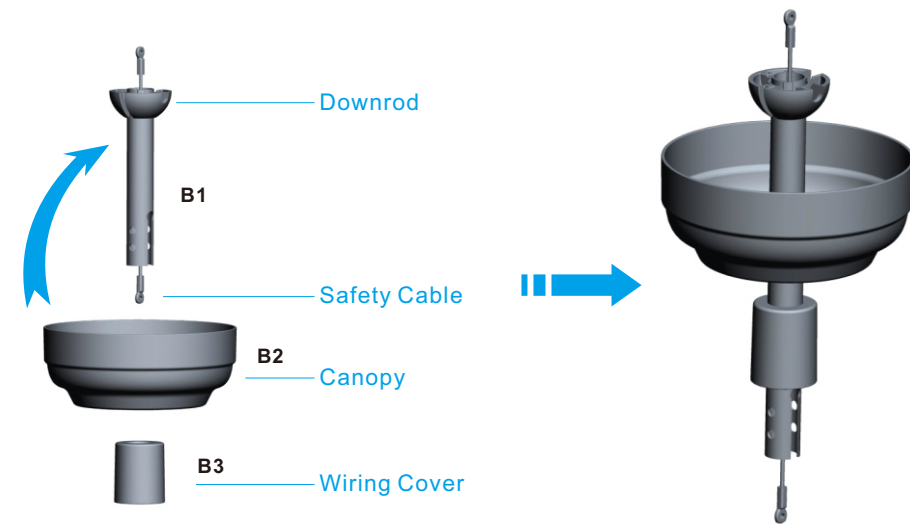 Downrod
B1
Safety Cable
B2
Canopy
B3
Wiring Cover